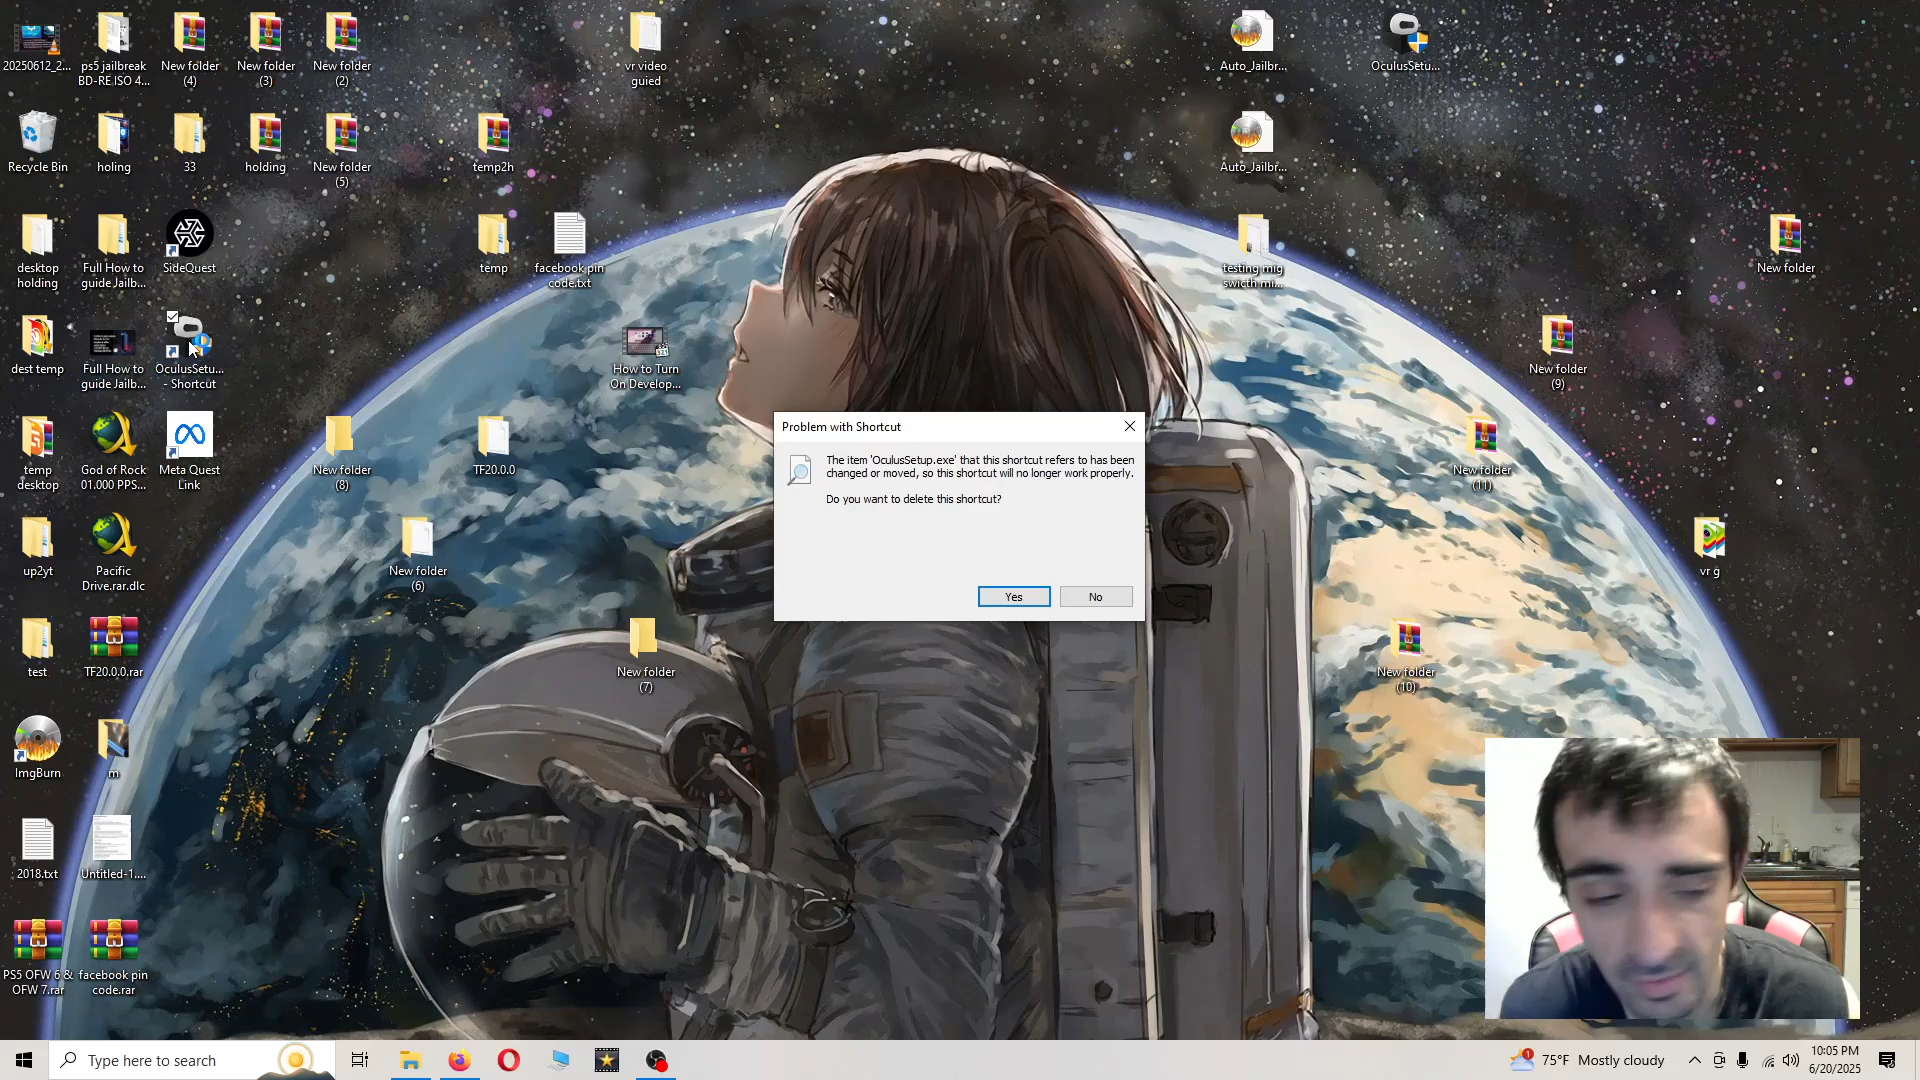 20250612_2...
ps5 jailbreak
BD-RE ISO 4...
New folder
(4)
New folder
(3)
New folder
(2)
vr video
guied
Auto_Jailbr...
OculusSetu...
Recycle Bin
holing
33
holding
New folder
(5)
temp2h
Auto_Jailbr...
desktop
holding
Full How to
guide Jailb...
SideQuest
temp
facebook pin
code.txt
testing mig
swicth mi...
New folder
dest temp
Full How to
guide Jailb...
OculusSetu...
- Shortcut
How to Turn
On Develop...
New folder
(9)
Problem with Shortcut
The item 'OculusSetup.exe' that this shortcut refers to has been
changed or moved, so this shortcut will no longer work properly.
Do you want to delete this shortcut?
Yes
No
temp
desktop
God of Rock
01.000 PPS...
Meta Quest
Link
New folder
(8)
TF20.0.0
New folder
(11)
up2yt
Pacific
Drive.rar.dlc
New folder
(6)
vr g
test
TF20.0.0.rar
New folder
(7)
New folder
(10)
ImgBurn
m
2018.txt
Untitled-1....
PS5 OFW 6 &
OFW 7.rar
facebook pin
code.rar
Type here to search
1
75°F Mostly cloudy
10:05 PM
6/20/2025